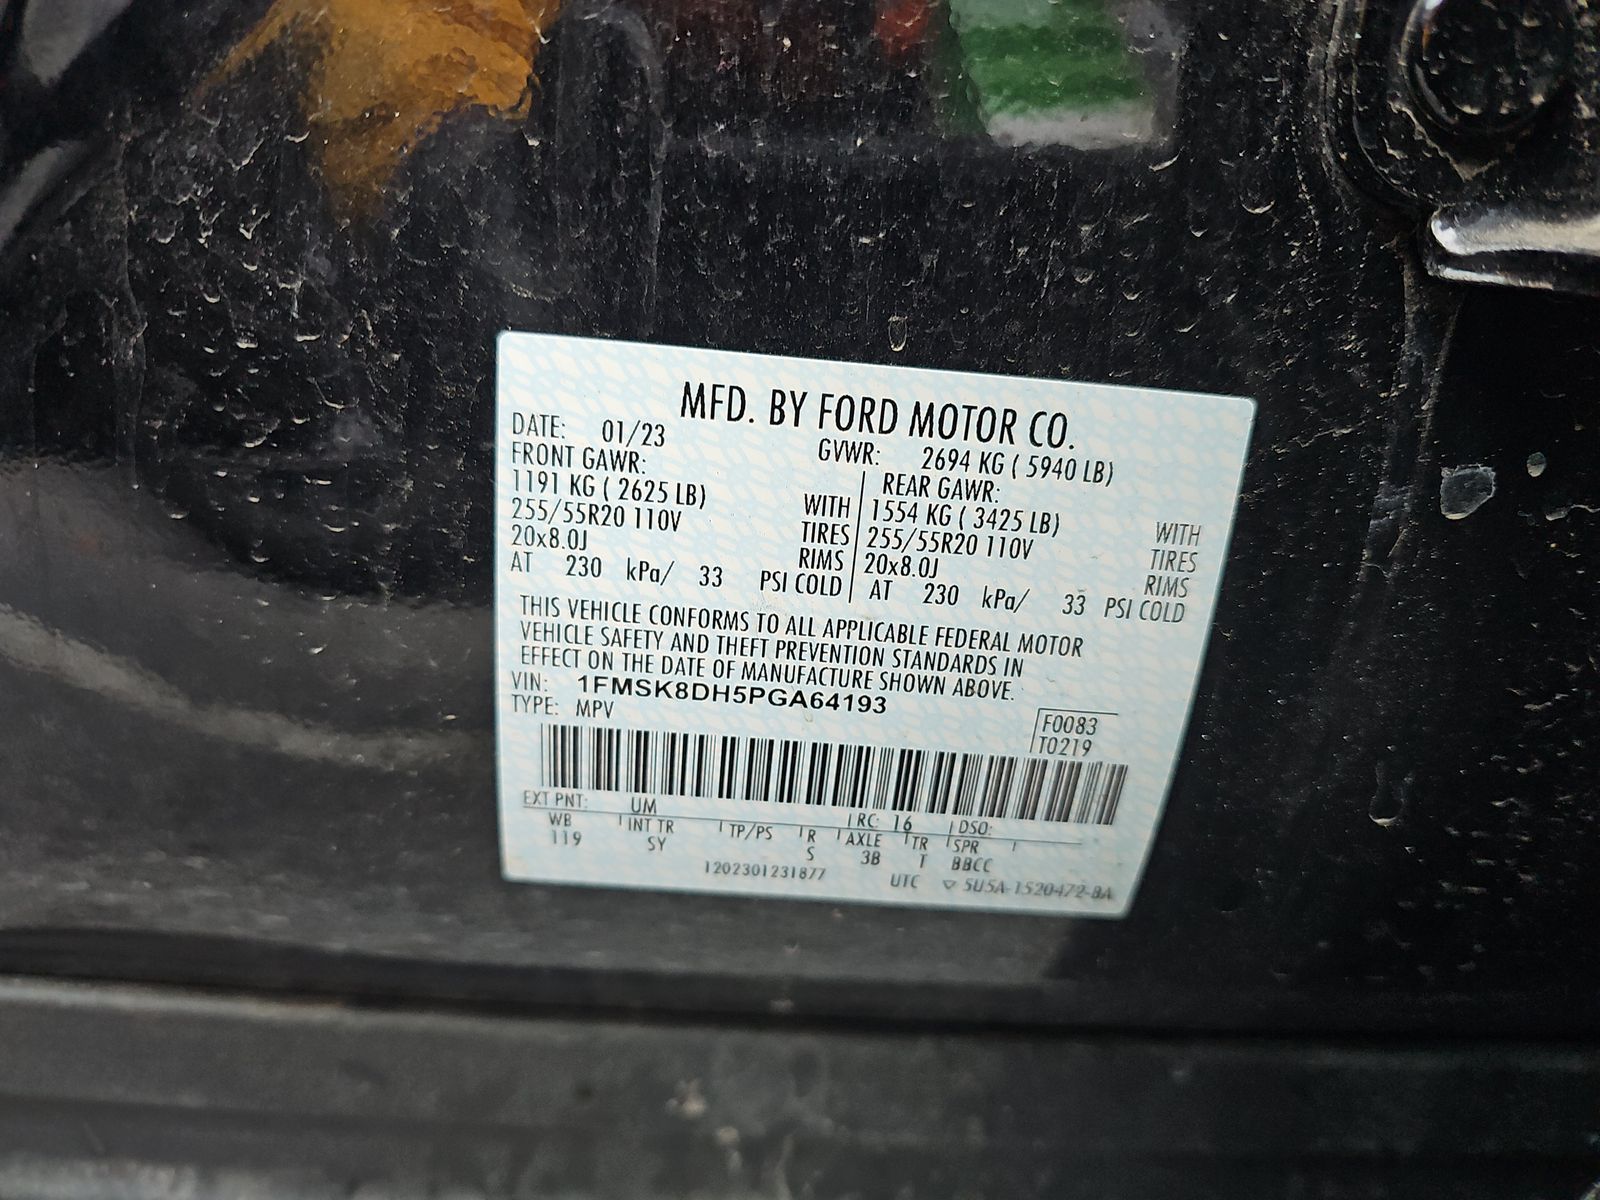 MFD. BY FORD MOTOR CO.
DATE: 01/23 GVWR: 2694 KG ( 5940 LB)
FRONT GAWR: REAR GAWR:
1191 KG ( 2625 LB) WITH 1554 KG ( 3425 LB) WITH
255/55R20 110V TIRES 255/55R20 110V TIRES
20x8.0J RIMS 20x8.0J RIMS
AT 230 kPa/ 33 PSI COLD AT 230 kPa/ 33 PSI COLD
THIS VEHICLE CONFORMS TO ALL APPLICABLE FEDERAL MOTOR
VEHICLE SAFETY AND THEFT PREVENTION STANDARDS IN
EFFECT ON THE DATE OF MANUFACTURE SHOWN ABOVE.
VIN: 1FMSK8DH5PGA64193
TYPE: MPV F0083
T0219
EXT PNT: UM RC: 16 DSO:
WB INT TR TP/PS R AXLE TR SPR
119 SY S 3B T BBCC
1202301231877 UTC ▽ 5U5A-1520472-BA